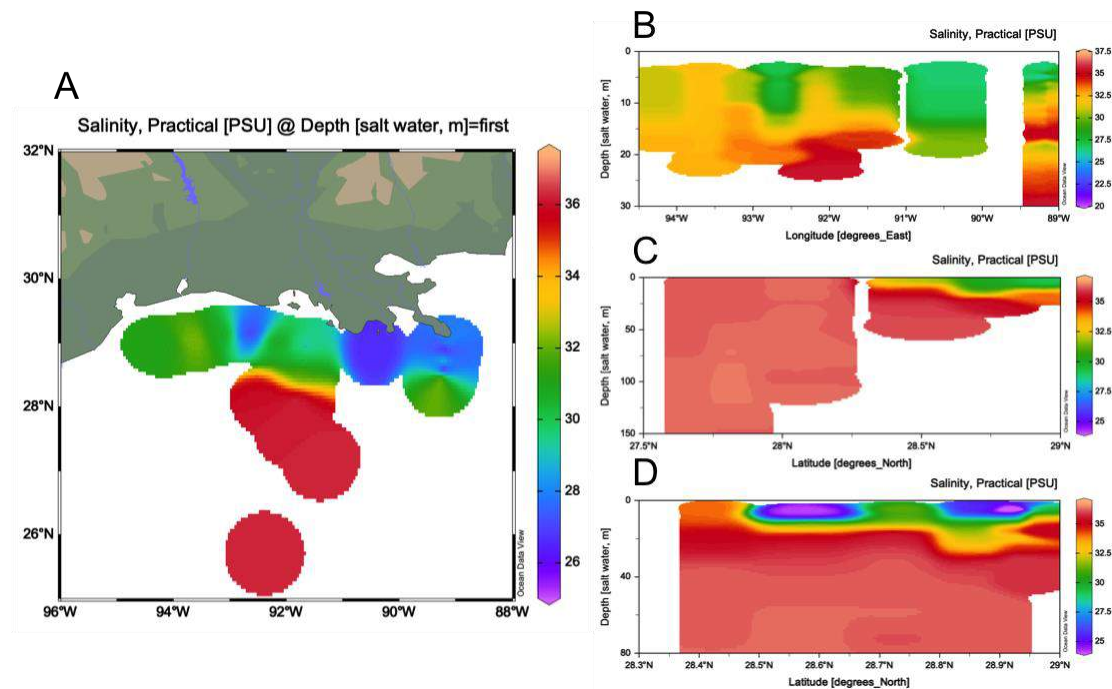 A
Salinity, Practical [PSU] @ Depth [salt water, m]=first
32°N
30°N
28°N
26°N
96°W 94°W 92°W 90°W 88°W
36
34
32
30
28
26
Ocean Data View
B
Salinity, Practical [PSU]
Depth [salt water, m]
0
10
20
30
94°W 93°W 92°W 91°W 90°W 89°W
Longitude [degrees_East]
37.5
35
32.5
30
27.5
25
22.5
20
Ocean Data View
C
Salinity, Practical [PSU]
Depth [salt water, m]
0
50
100
150
27.5°N 28°N 28.5°N 29°N
Latitude [degrees_North]
35
32.5
30
27.5
25
Ocean Data View
D
Salinity, Practical [PSU]
Depth [salt water, m]
0
40
80
28.3°N 28.4°N 28.5°N 28.6°N 28.7°N 28.8°N 28.9°N 29°N
Latitude [degrees_North]
35
32.5
30
27.5
25
Ocean Data View